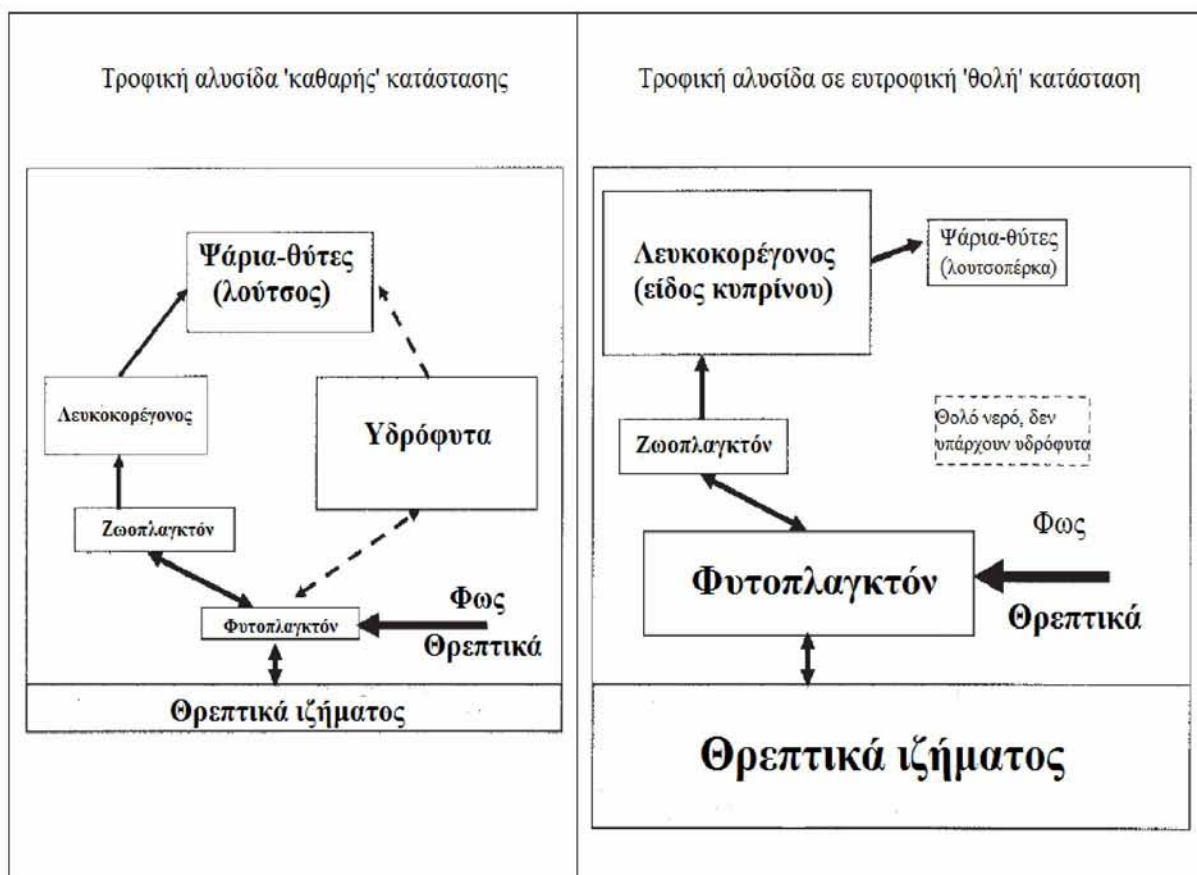 Τροφική αλυσίδα 'καθαρής' κατάστασης
Ψάρια-θύτες
(λούτσος)
Λευκοκορέγονος
Υδρόφυτα
Ζωοπλαγκτόν
Φυτοπλαγκτόν
Φως
Θρεπτικά
Θρεπτικά ιζήματος
Τροφική αλυσίδα σε ευτροφική 'θολή' κατάσταση
Λευκοκορέγονος
(είδος κυπρίνου)
Ψάρια-θύτες
(λουτσοπέρκα)
Ζωοπλαγκτόν
Θολό νερό, δεν
υπάρχουν υδρόφυτα
Φυτοπλαγκτόν
Φως
Θρεπτικά
Θρεπτικά ιζήματος